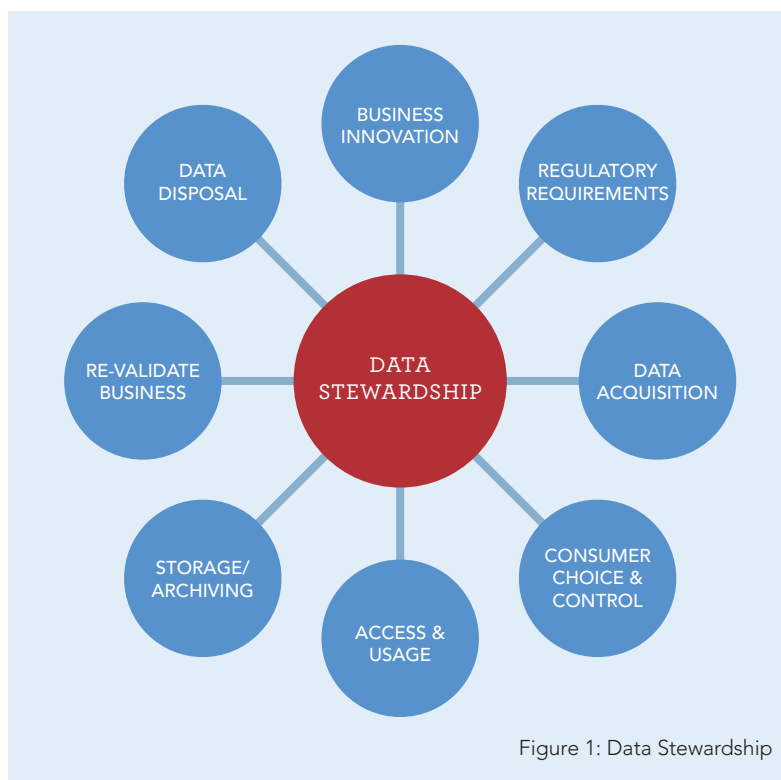 BUSINESS
INNOVATION
REGULATORY
REQUIREMENTS
DATA
ACQUISITION
CONSUMER
CHOICE &
CONTROL
ACCESS &
USAGE
STORAGE/
ARCHIVING
RE-VALIDATE
BUSINESS
DATA
DISPOSAL
DATA
STEWARDSHIP
Figure 1: Data Stewardship